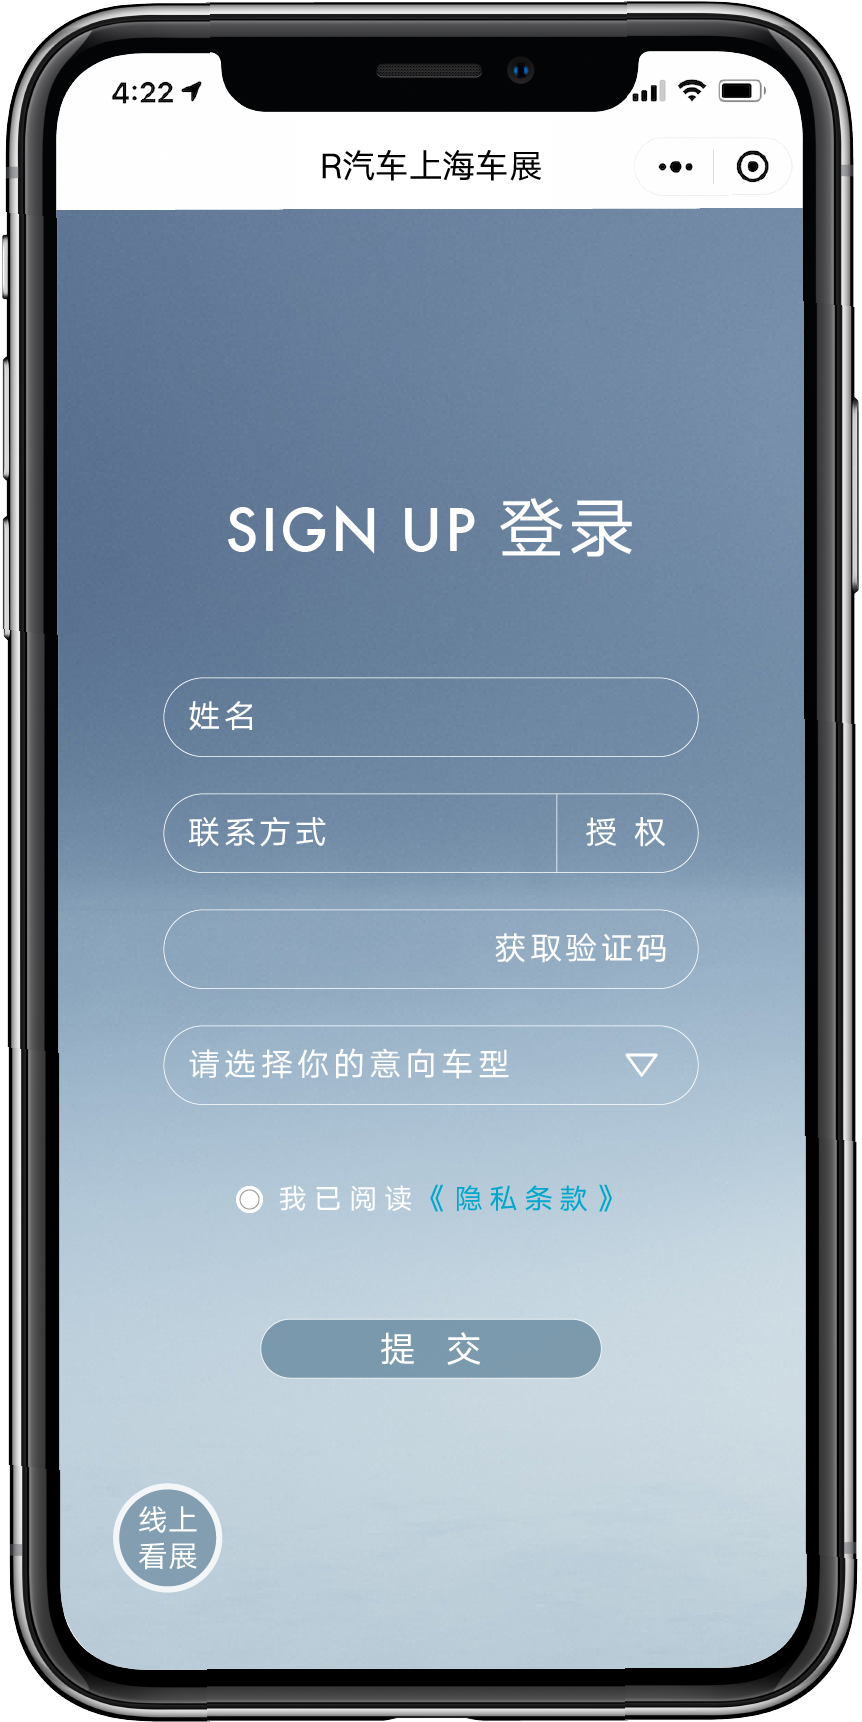 4:22
R汽车上海车展
SIGN UP 登录
姓名
联系方式 授 权
获取验证码
请选择你的意向车型
我已阅读《隐私条款》
提 交
线上
看展